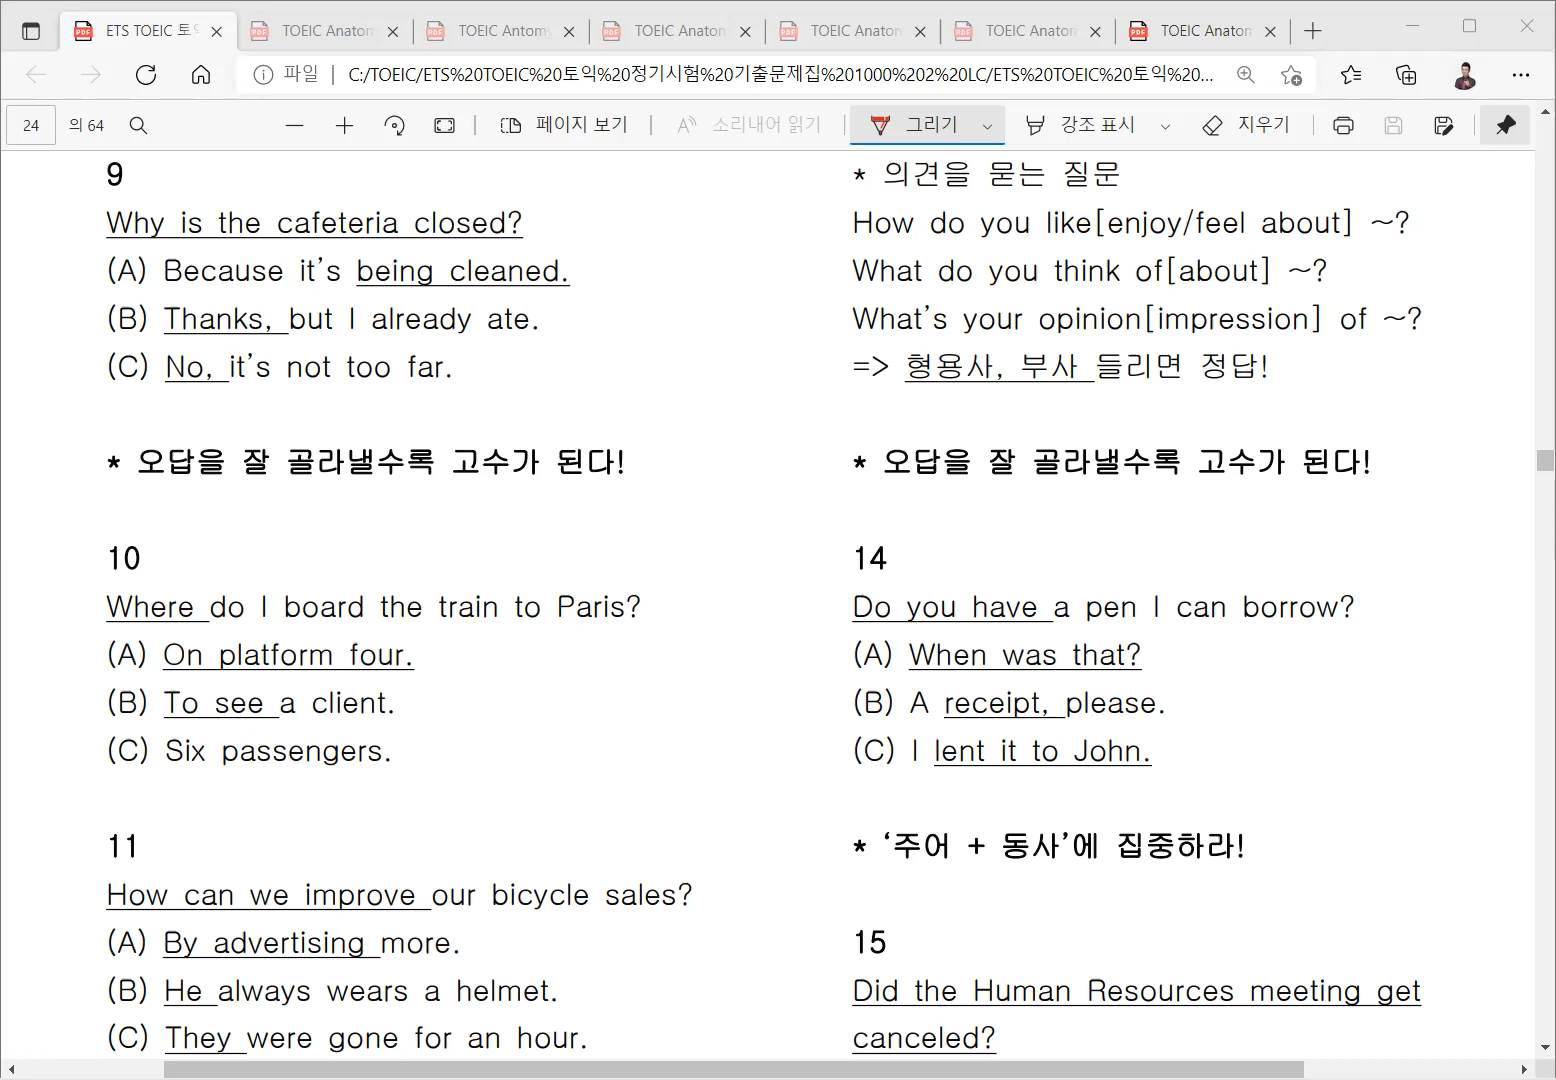 ETS TOEIC 토익
TOEIC Anatom
TOEIC Antomy
TOEIC Anaton
TOEIC Anaton
TOEIC Anaton
TOEIC Anaton
파일
C:/TOEIC/ETS%20TOEIC%20토익%20정기시험%20기출문제집%201000%202%20LC/ETS%20TOEIC%20토익%20...
24 의 64
페이지 보기
소리내어 읽기
그리기
강조 표시
지우기
9
Why is the cafeteria closed?
(A) Because it's being cleaned.
(B) Thanks, but I already ate.
(C) No, it's not too far.
* 오답을 잘 골라낼수록 고수가 된다!
10
Where do I board the train to Paris?
(A) On platform four.
(B) To see a client.
(C) Six passengers.
11
How can we improve our bicycle sales?
(A) By advertising more.
(B) He always wears a helmet.
(C) They were gone for an hour.
* 의견을 묻는 질문
How do you like[enjoy/feel about] ~?
What do you think of[about] ~?
What's your opinion[impression] of ~?
=> 형용사, 부사 들리면 정답!
* 오답을 잘 골라낼수록 고수가 된다!
14
Do you have a pen I can borrow?
(A) When was that?
(B) A receipt, please.
(C) I lent it to John.
* '주어 + 동사'에 집중하라!
15
Did the Human Resources meeting get
canceled?